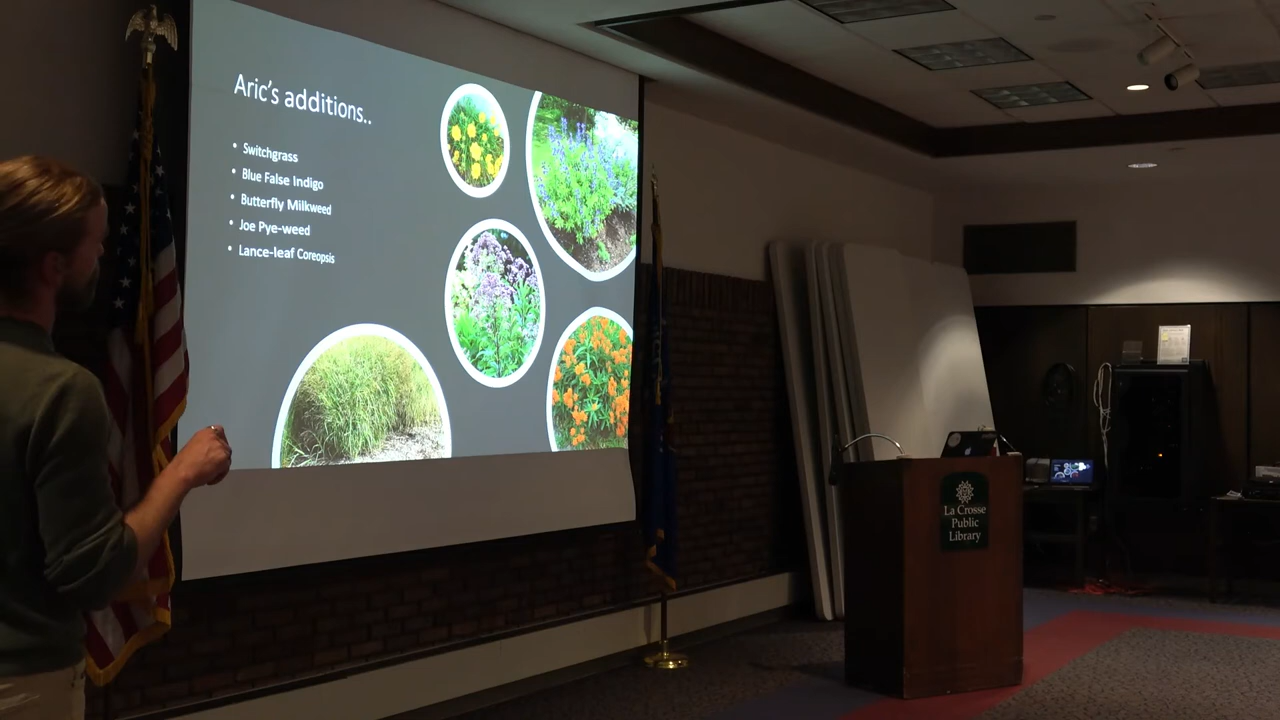 Aric's additions..
• Switchgrass
• Blue False Indigo
• Butterfly Milkweed
• Joe Pye-weed
• Lance-leaf Coreopsis
La Crosse
Public
Library